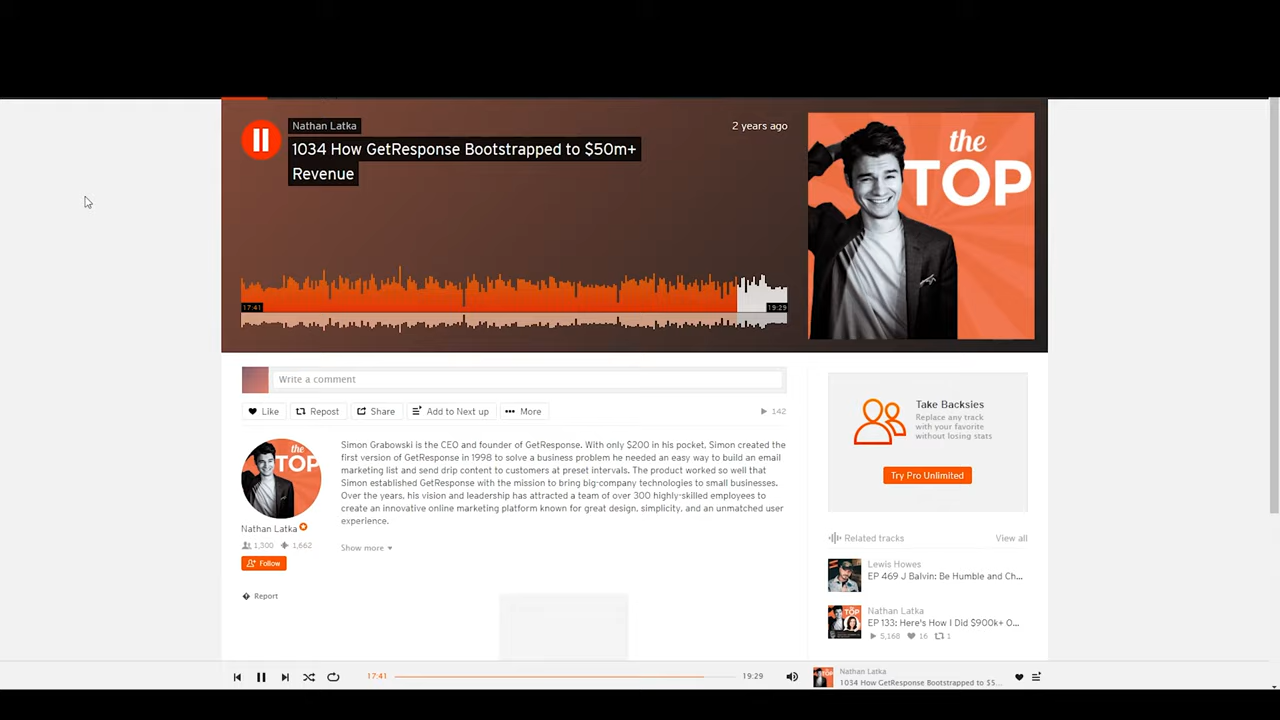 Nathan Latka
2 years ago
1034 How GetResponse Bootstrapped to $50m+
Revenue
the
TOP
17:41
19:29
Write a comment
Like
Repost
Share
Add to Next up
More
142
the
TOP
Simon Grabowski is the CEO and founder of GetResponse. With only $200 in his pocket, Simon created the
first version of GetResponse in 1998 to solve a business problem he needed an easy way to build an email
marketing list and send drip content to customers at preset intervals. The product worked so well that
Simon established GetResponse with the mission to bring big-company technologies to small businesses.
Over the years, his vision and leadership has attracted a team of over 300 highly-skilled employees to
create an innovative online marketing platform known for great design, simplicity, and an unmatched user
experience.
Nathan Latka
1,300 1,662
Follow
Show more
Report
Take Backsies
Replace any track
with your favorite
without losing stats
Try Pro Unlimited
Related tracks
View all
Lewis Howes
EP 469 J Balvin: Be Humble and Ch...
Nathan Latka
EP 133: Here's How I Did $900k+ O...
5,168 16 1
17:41
19:29
Nathan Latka
1034 How GetResponse Bootstrapped to $5...